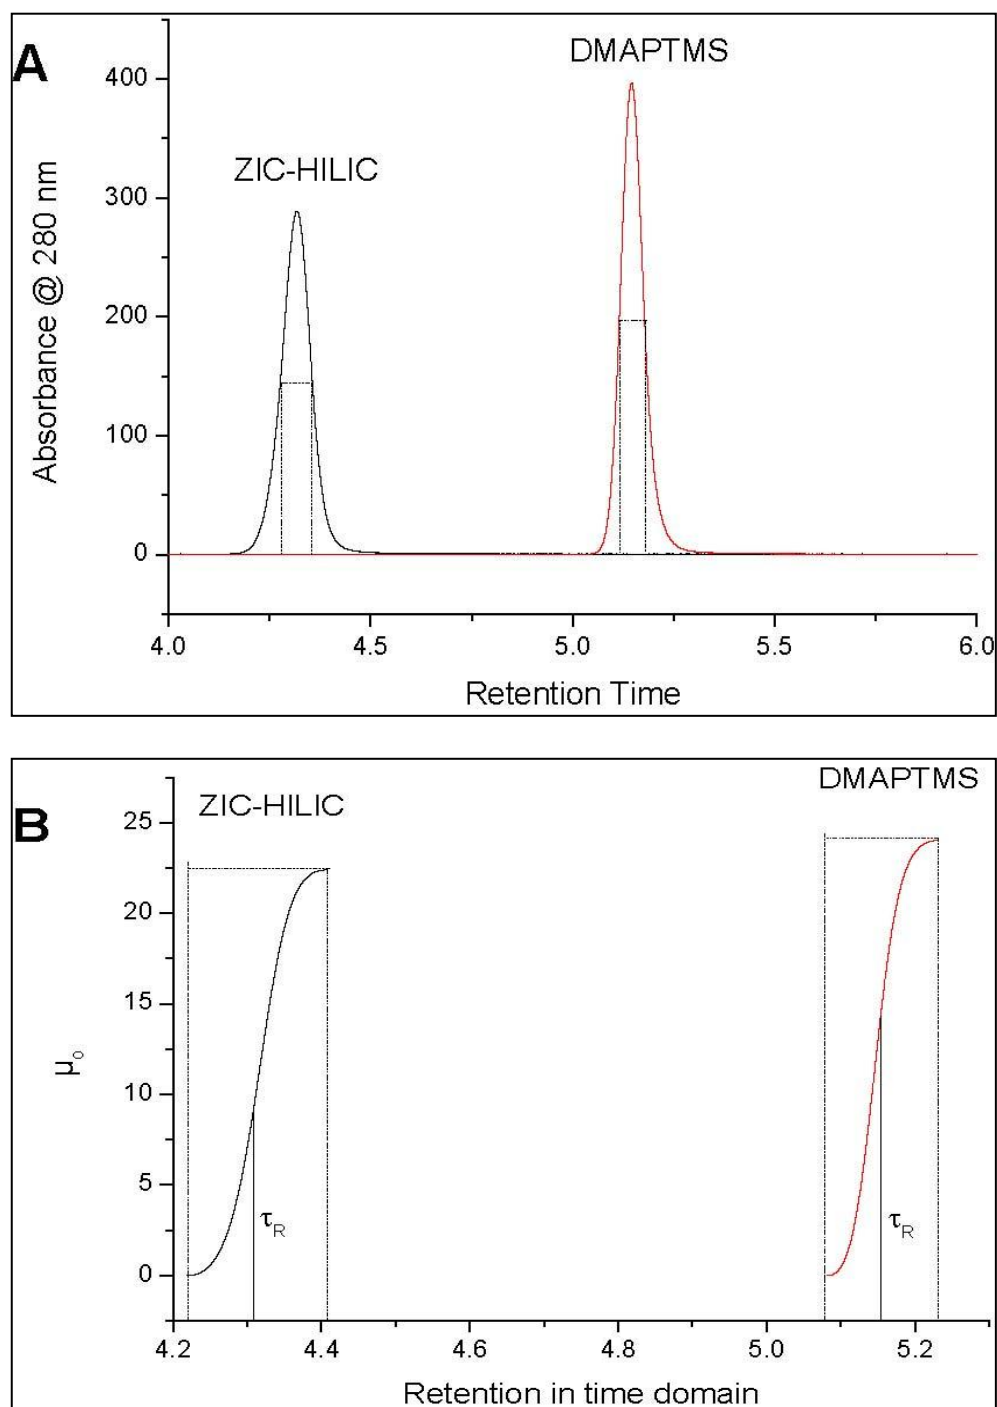 A
DMAPTMS
ZIC-HILIC
400
300
200
100
0
Absorbance @ 280 nm
4.0 4.5 5.0 5.5 6.0
Retention Time
B
ZIC-HILIC
DMAPTMS
25
20
15
10
5
0
μₒ
τR
τR
4.2 4.4 4.6 4.8 5.0 5.2
Retention in time domain